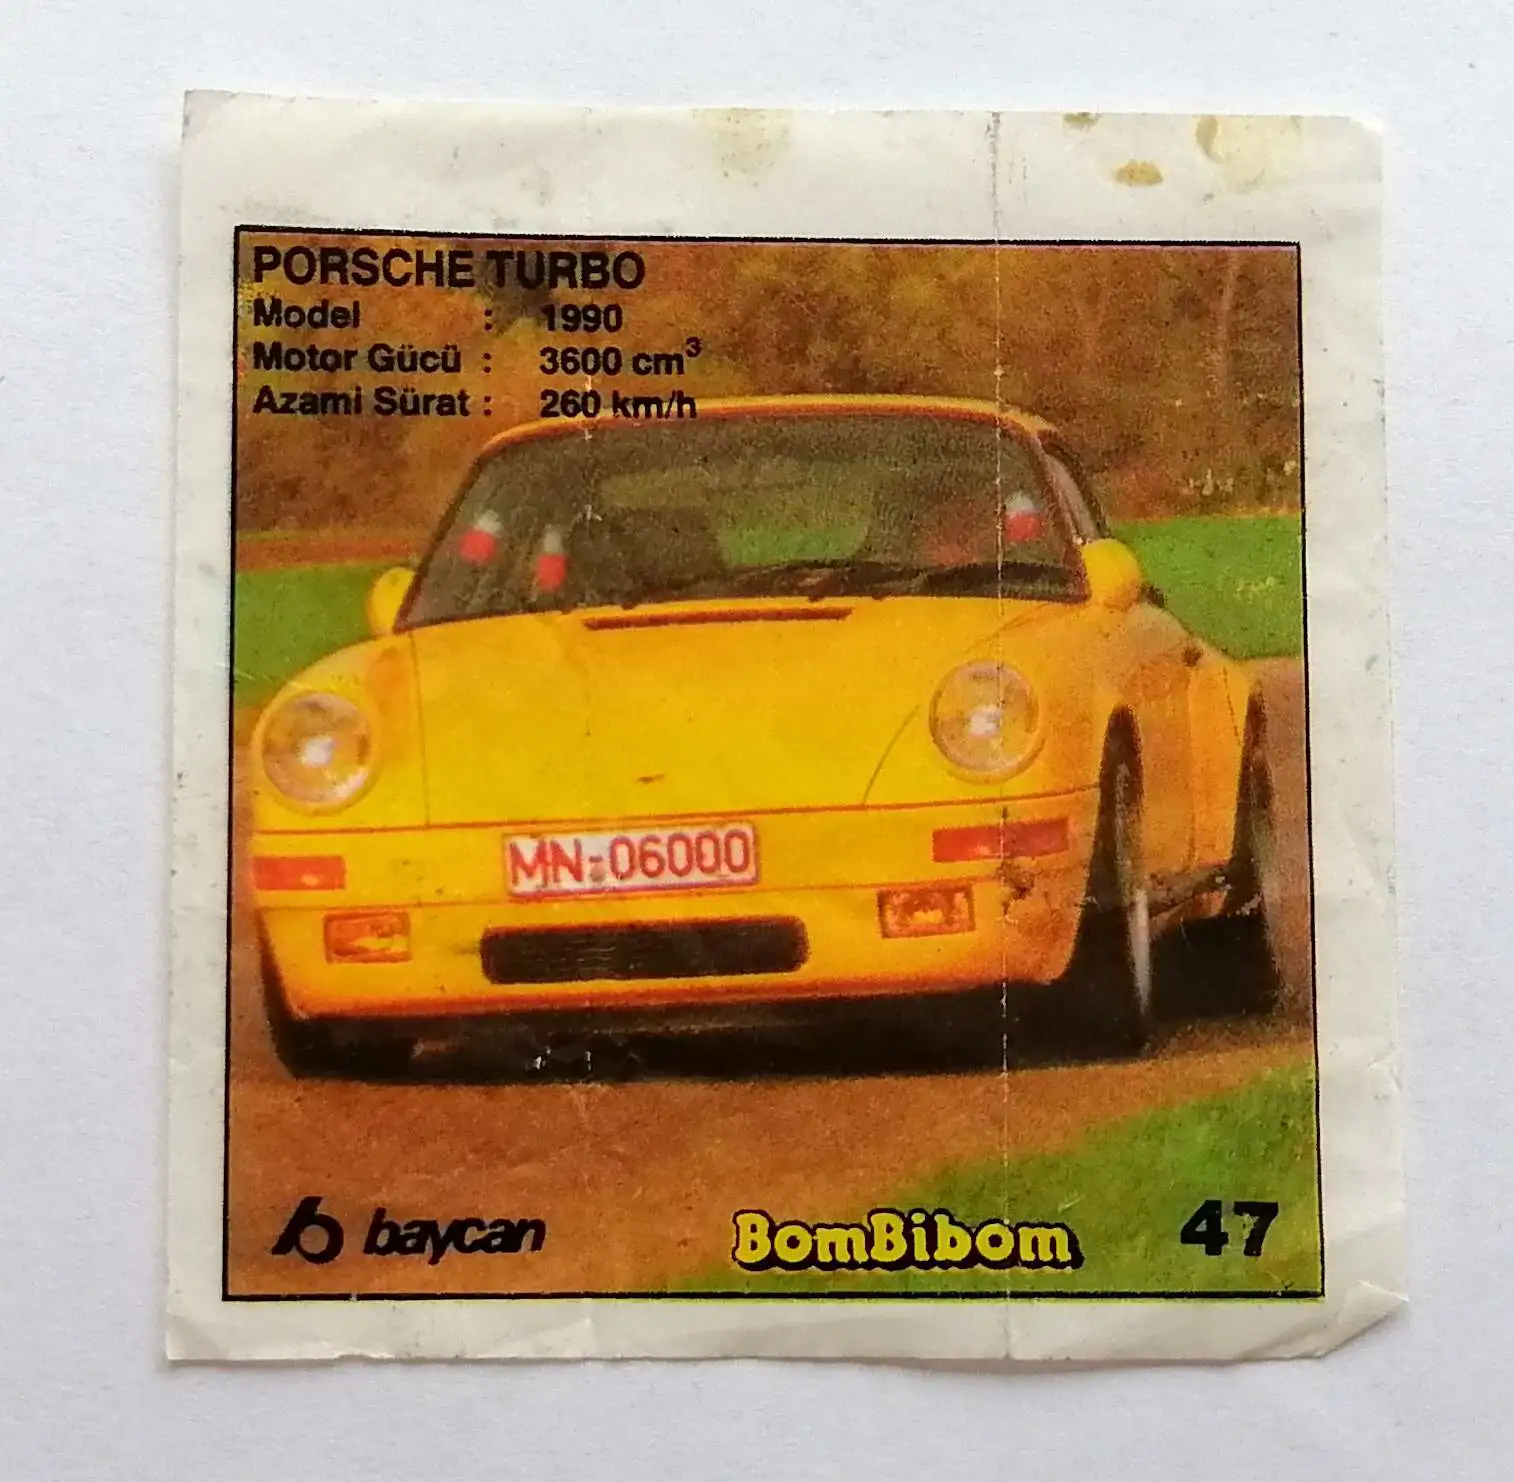 PORSCHE TURBO
Model : 1990
Motor Gücü : 3600 cm³
Azami Sürat : 260 km/h
MN-06000
b baycan
BomBibom
47